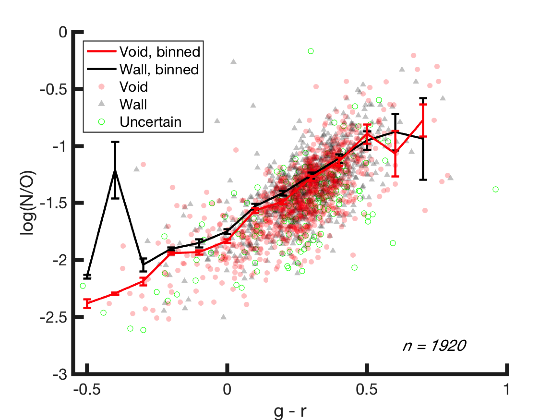 0
-0.5
-1
-1.5
-2
-2.5
-3
log(N/O)
Void, binned
Wall, binned
Void
Wall
Uncertain
n = 1920
-0.5 0 0.5 1
g - r